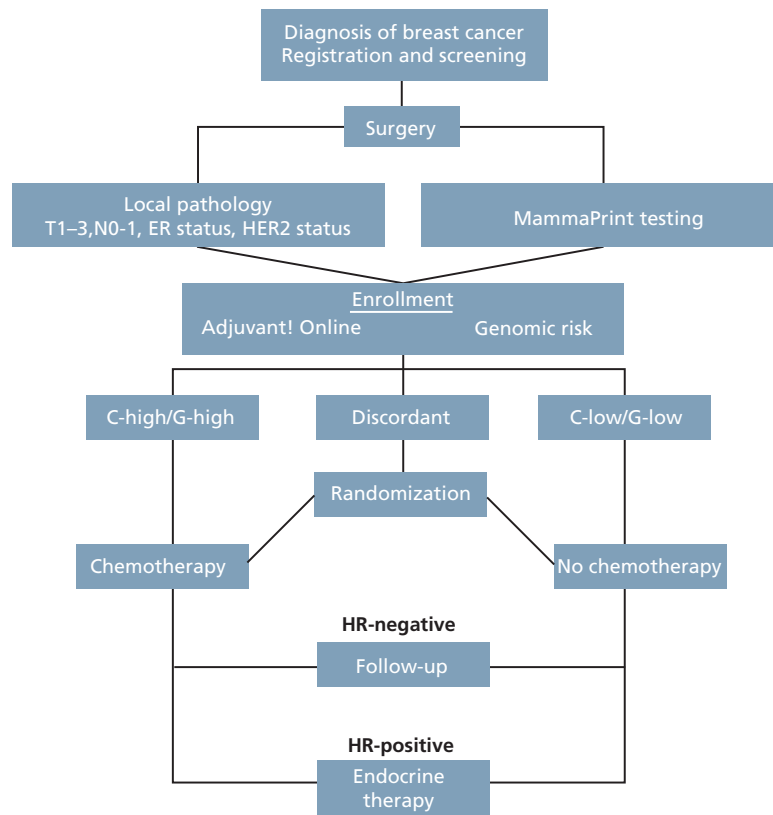 Diagnosis of breast cancer
Registration and screening
Surgery
Local pathology
T1–3,N0-1, ER status, HER2 status
MammaPrint testing
Enrollment
Adjuvant! Online
Genomic risk
C-high/G-high
Discordant
C-low/G-low
Randomization
Chemotherapy
No chemotherapy
HR-negative
Follow-up
HR-positive
Endocrine
therapy